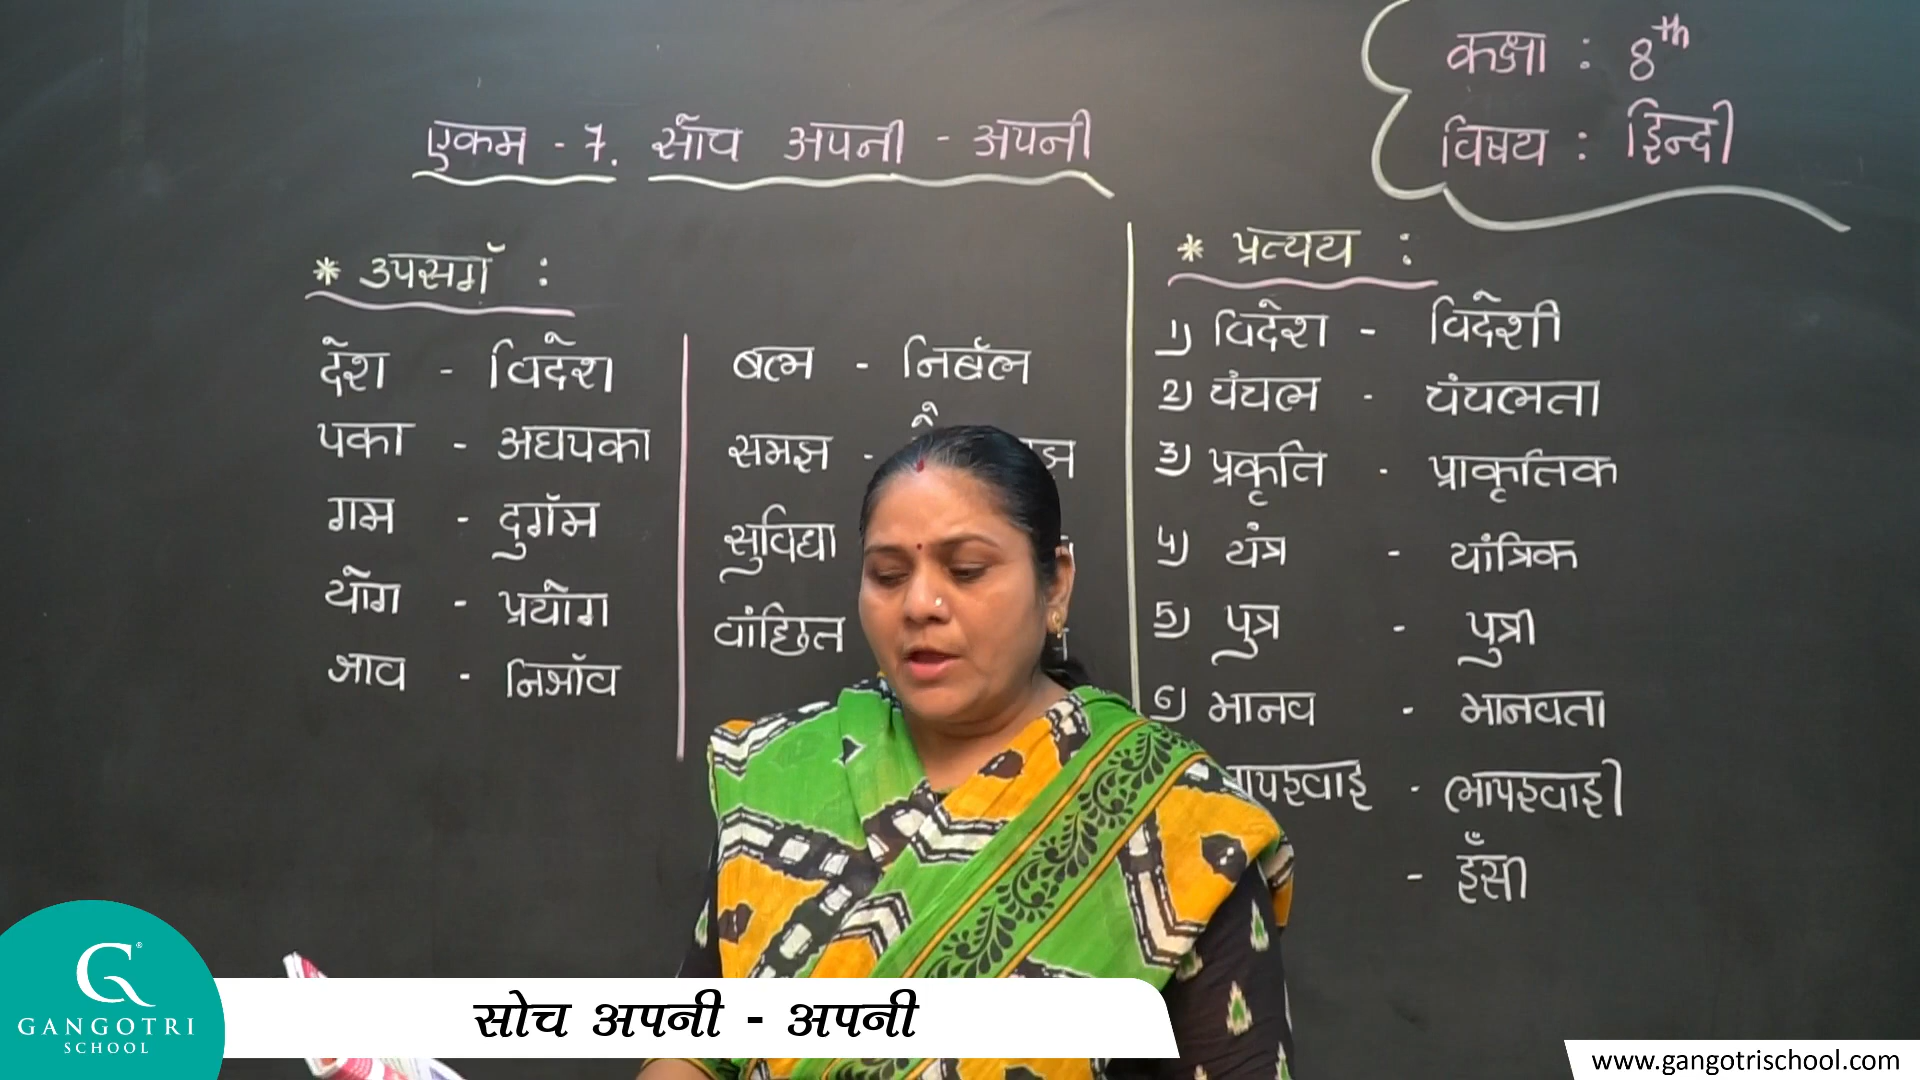 कक्षा : 8th
विषय : हिन्दी
एकम - 7. सोच अपनी - अपनी
* उपसर्ग :
देश - विदेश
पका - अधपका
गम - दुर्गम
योग - प्रयोग
भाव - निर्भाव
बल - निर्बल
समझ -
सुविधा
वांछित
* प्रत्यय :
1) विदेश - विदेशी
2) चंचल - चंचलता
3) प्रकृति - प्राकृतिक
4) यंत्र - यांत्रिक
5) पुत्र - पुत्री
6) मानव - मानवता
- लापरवाही
- हँसी
GANGOTRI
SCHOOL
सोच अपनी - अपनी
www.gangotrischool.com